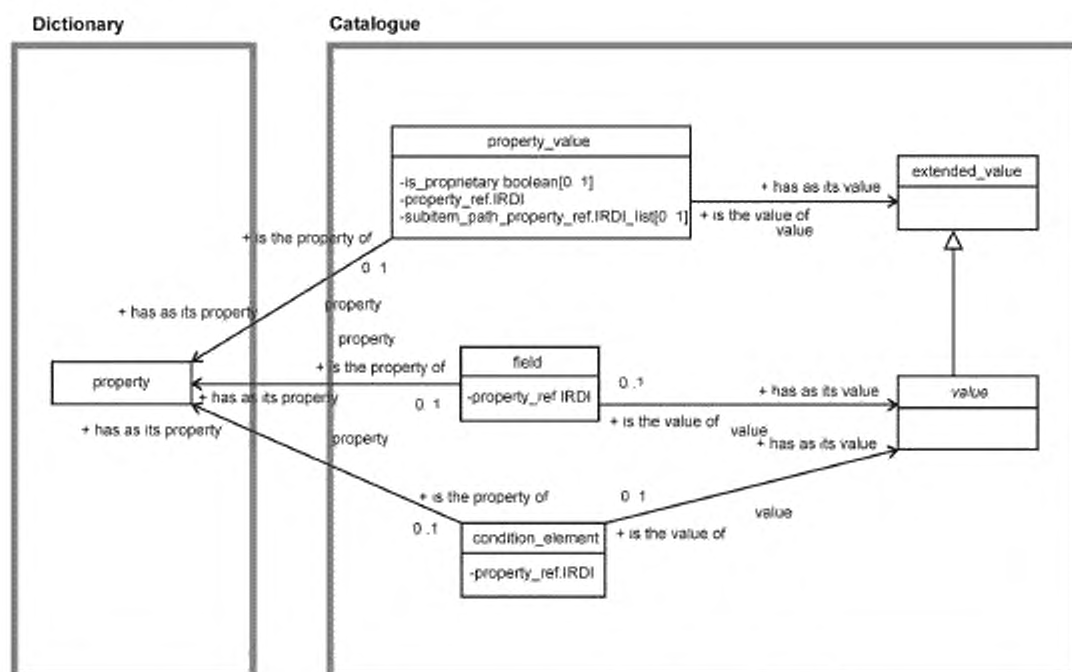 Dictionary
Catalogue
property_value
-is_proprietary boolean[0 1]
-property_ref.IRDI
-subitem_path_property_ref.IRDI_list[0 1]
extended_value
+ has as its value
+ is the value of
value
+ is the property of
0 1
+ has as its property
property
property
+ is the property of
field
-property_ref IRDI
0..1
+ has as its value
value
property
+ has as its property
0 1
+ is the value of
value
+ has as its property
property
+ has as its value
+ is the property of
0 1
value
0..1
condition_element
+ is the value of
-property_ref.IRDI